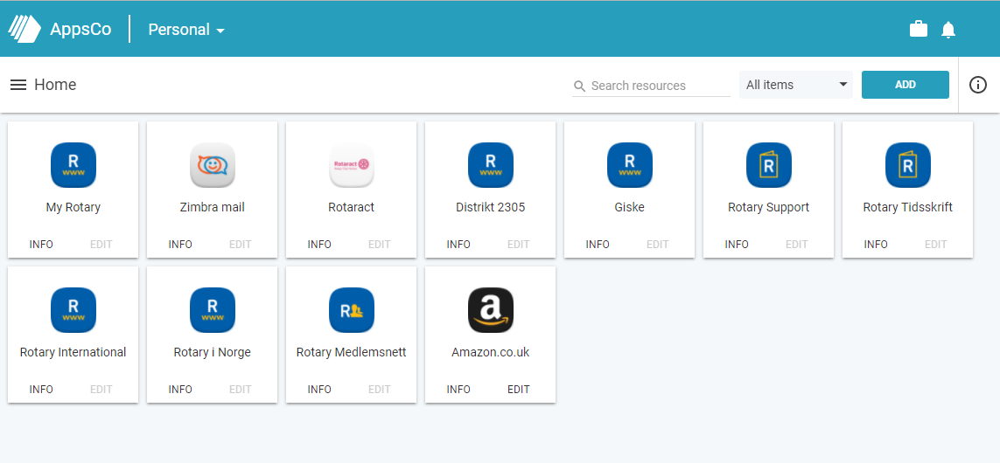 AppsCo
Personal
Home
Search resources
All items
ADD
R
www
My Rotary
INFO
EDIT
Zimbra mail
INFO
EDIT
Rotaract
Rotaract
INFO
EDIT
R
www
Distrikt 2305
INFO
EDIT
R
www
Giske
INFO
EDIT
R
Rotary Support
INFO
EDIT
R
Rotary Tidsskrift
INFO
EDIT
R
www
Rotary International
INFO
EDIT
R
www
Rotary i Norge
INFO
EDIT
R
Rotary Medlemsnett
INFO
EDIT
a
Amazon.co.uk
INFO
EDIT